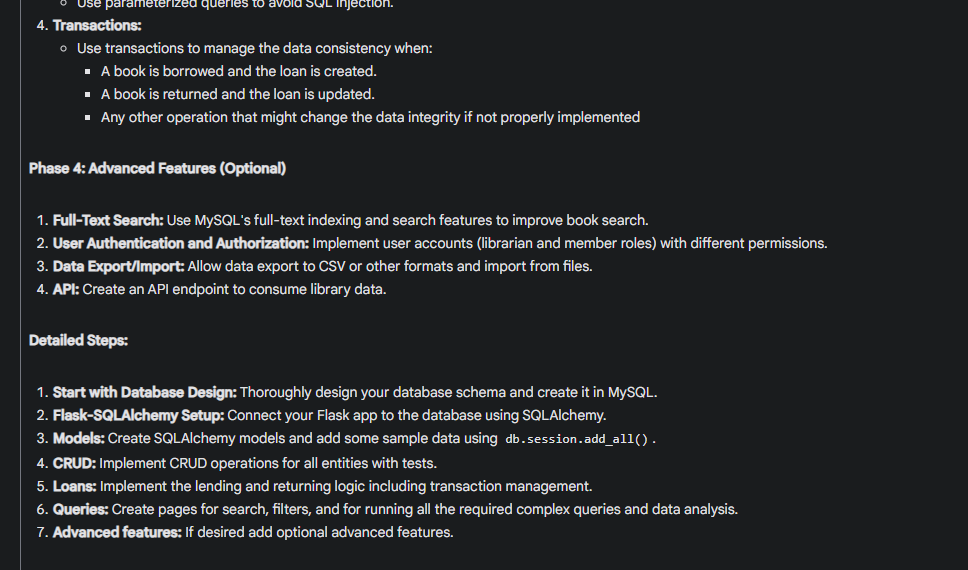 Use parameterized queries to avoid SQL injection.
4. Transactions:
Use transactions to manage the data consistency when:
A book is borrowed and the loan is created.
A book is returned and the loan is updated.
Any other operation that might change the data integrity if not properly implemented
Phase 4: Advanced Features (Optional)
1. Full-Text Search: Use MySQL's full-text indexing and search features to improve book search.
2. User Authentication and Authorization: Implement user accounts (librarian and member roles) with different permissions.
3. Data Export/Import: Allow data export to CSV or other formats and import from files.
4. API: Create an API endpoint to consume library data.
Detailed Steps:
1. Start with Database Design: Thoroughly design your database schema and create it in MySQL.
2. Flask-SQLAlchemy Setup: Connect your Flask app to the database using SQLAlchemy.
3. Models: Create SQLAlchemy models and add some sample data using db.session.add_all().
4. CRUD: Implement CRUD operations for all entities with tests.
5. Loans: Implement the lending and returning logic including transaction management.
6. Queries: Create pages for search, filters, and for running all the required complex queries and data analysis.
7. Advanced features: If desired add optional advanced features.